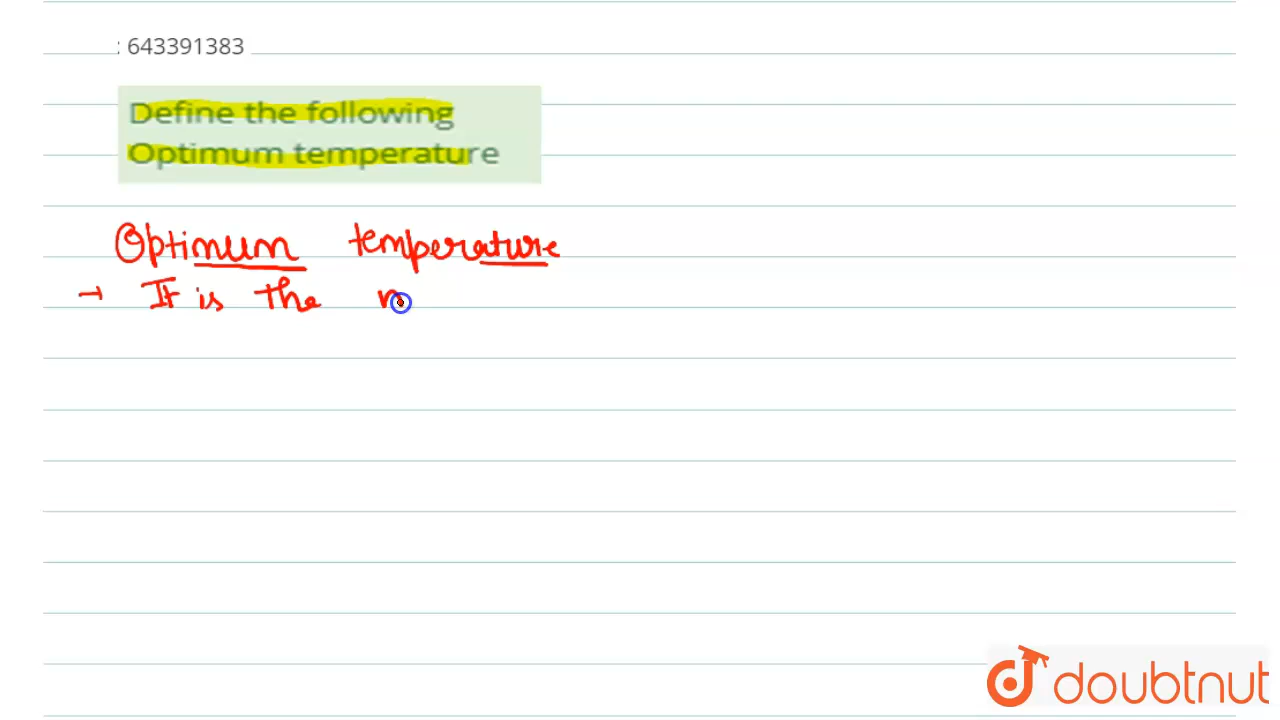 : 643391383
Define the following
Optimum temperature
Optimum temperature
→ It is the
doubtnut